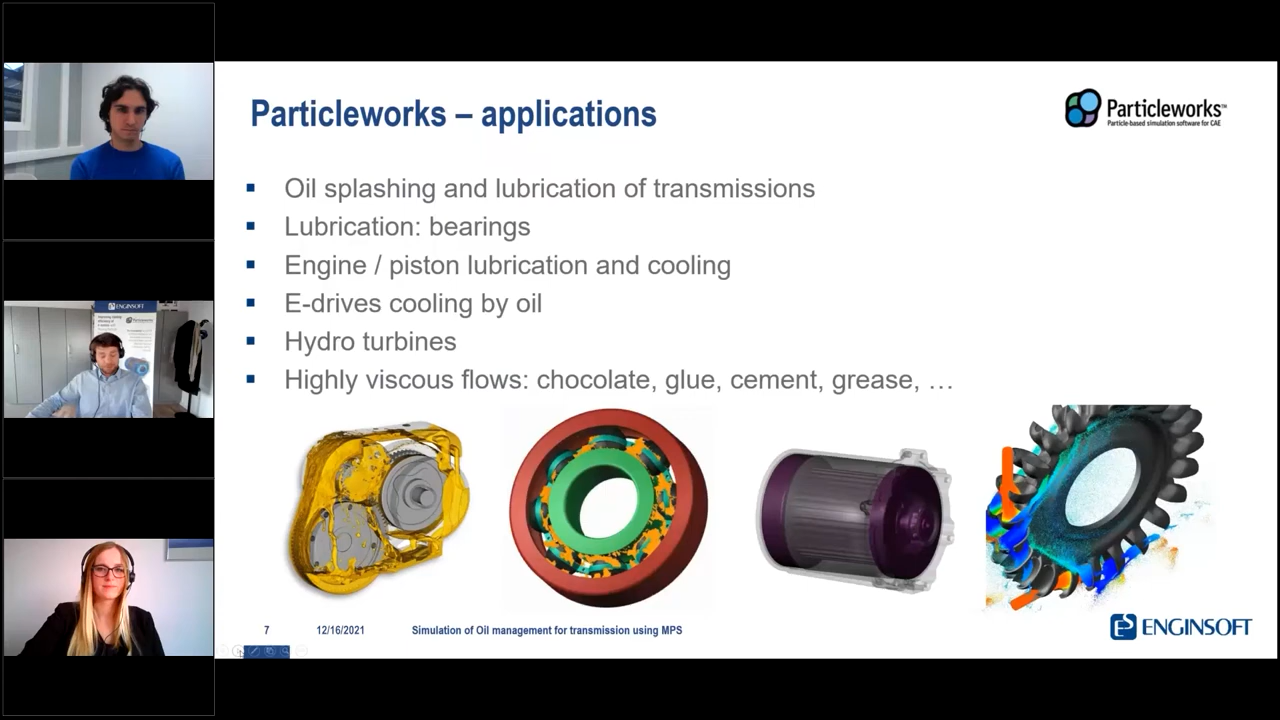 Particleworks – applications
Particleworks™
Particle-based simulation software for CAE
▪ Oil splashing and lubrication of transmissions
▪ Lubrication: bearings
▪ Engine / piston lubrication and cooling
▪ E-drives cooling by oil
▪ Hydro turbines
▪ Highly viscous flows: chocolate, glue, cement, grease, …
ENGINSOFT
7 12/16/2021 Simulation of Oil management for transmission using MPS
ENGINSOFT